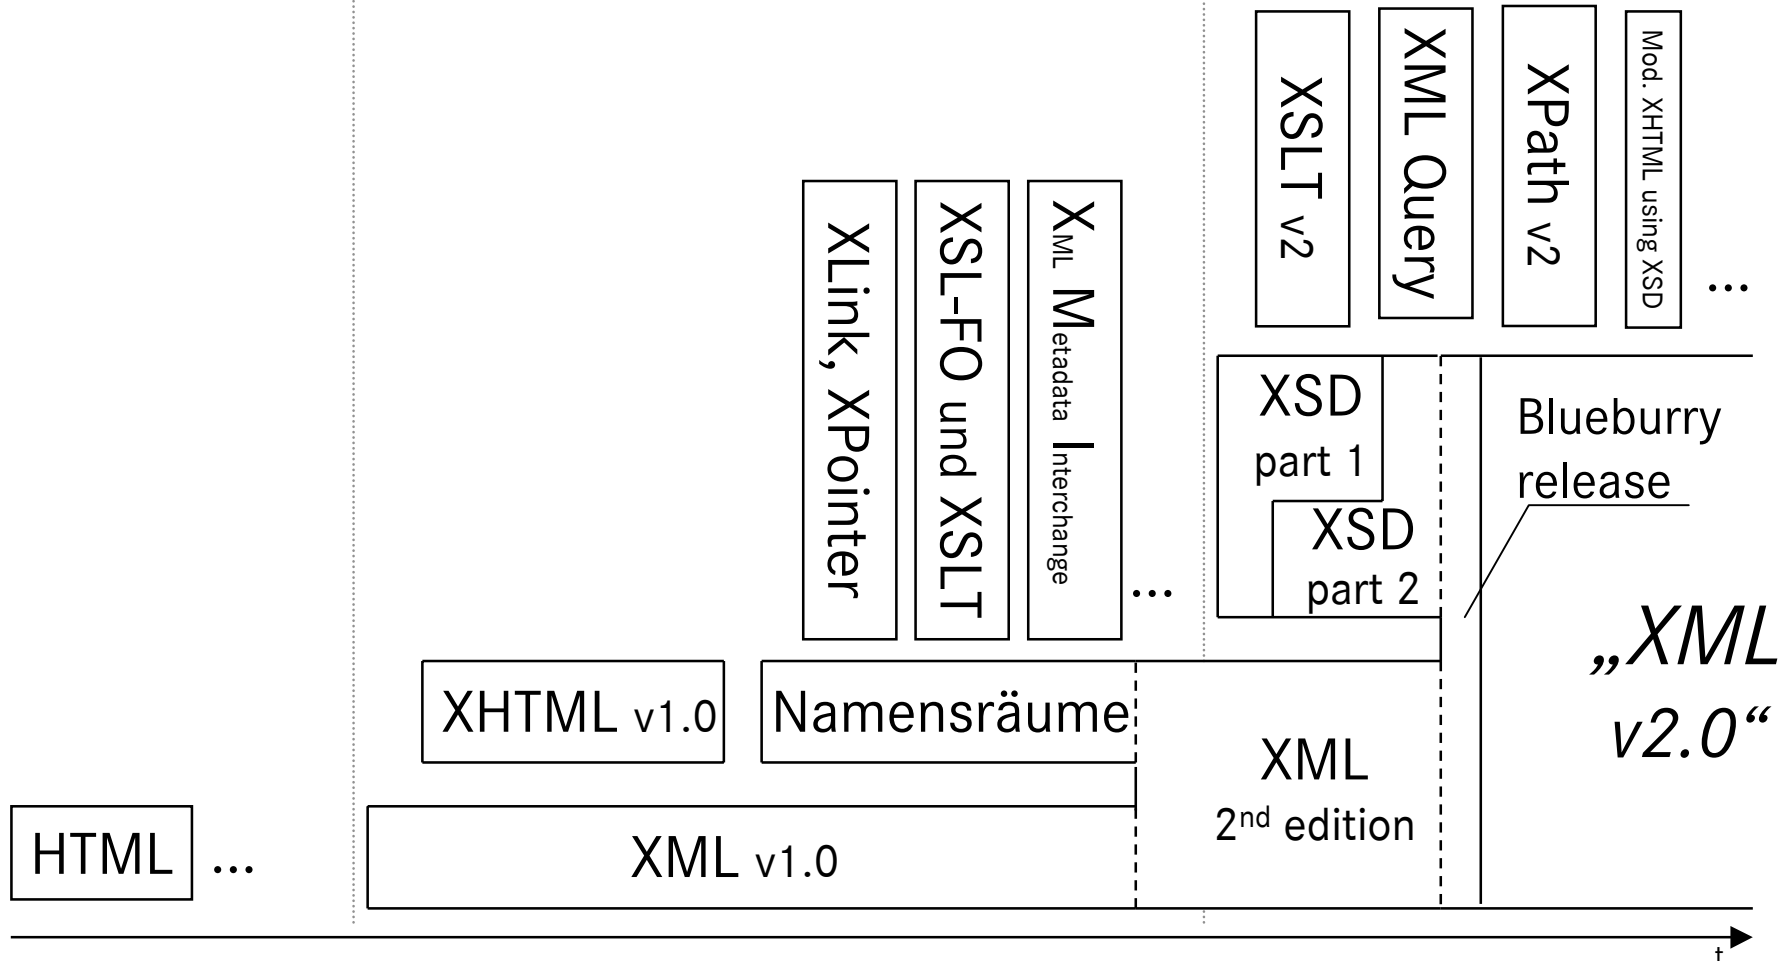 XSLT v2
XML Query
XPath v2
Mod. XHTML using XSD
...
XLink, XPointer
XSL-FO und XSLT
XML Metadata Interchange
...
XSD
part 1
XSD
part 2
Blueburry
release
„XML
v2.0“
XHTML v1.0
Namensräume
XML
2nd edition
HTML ...
XML v1.0
t